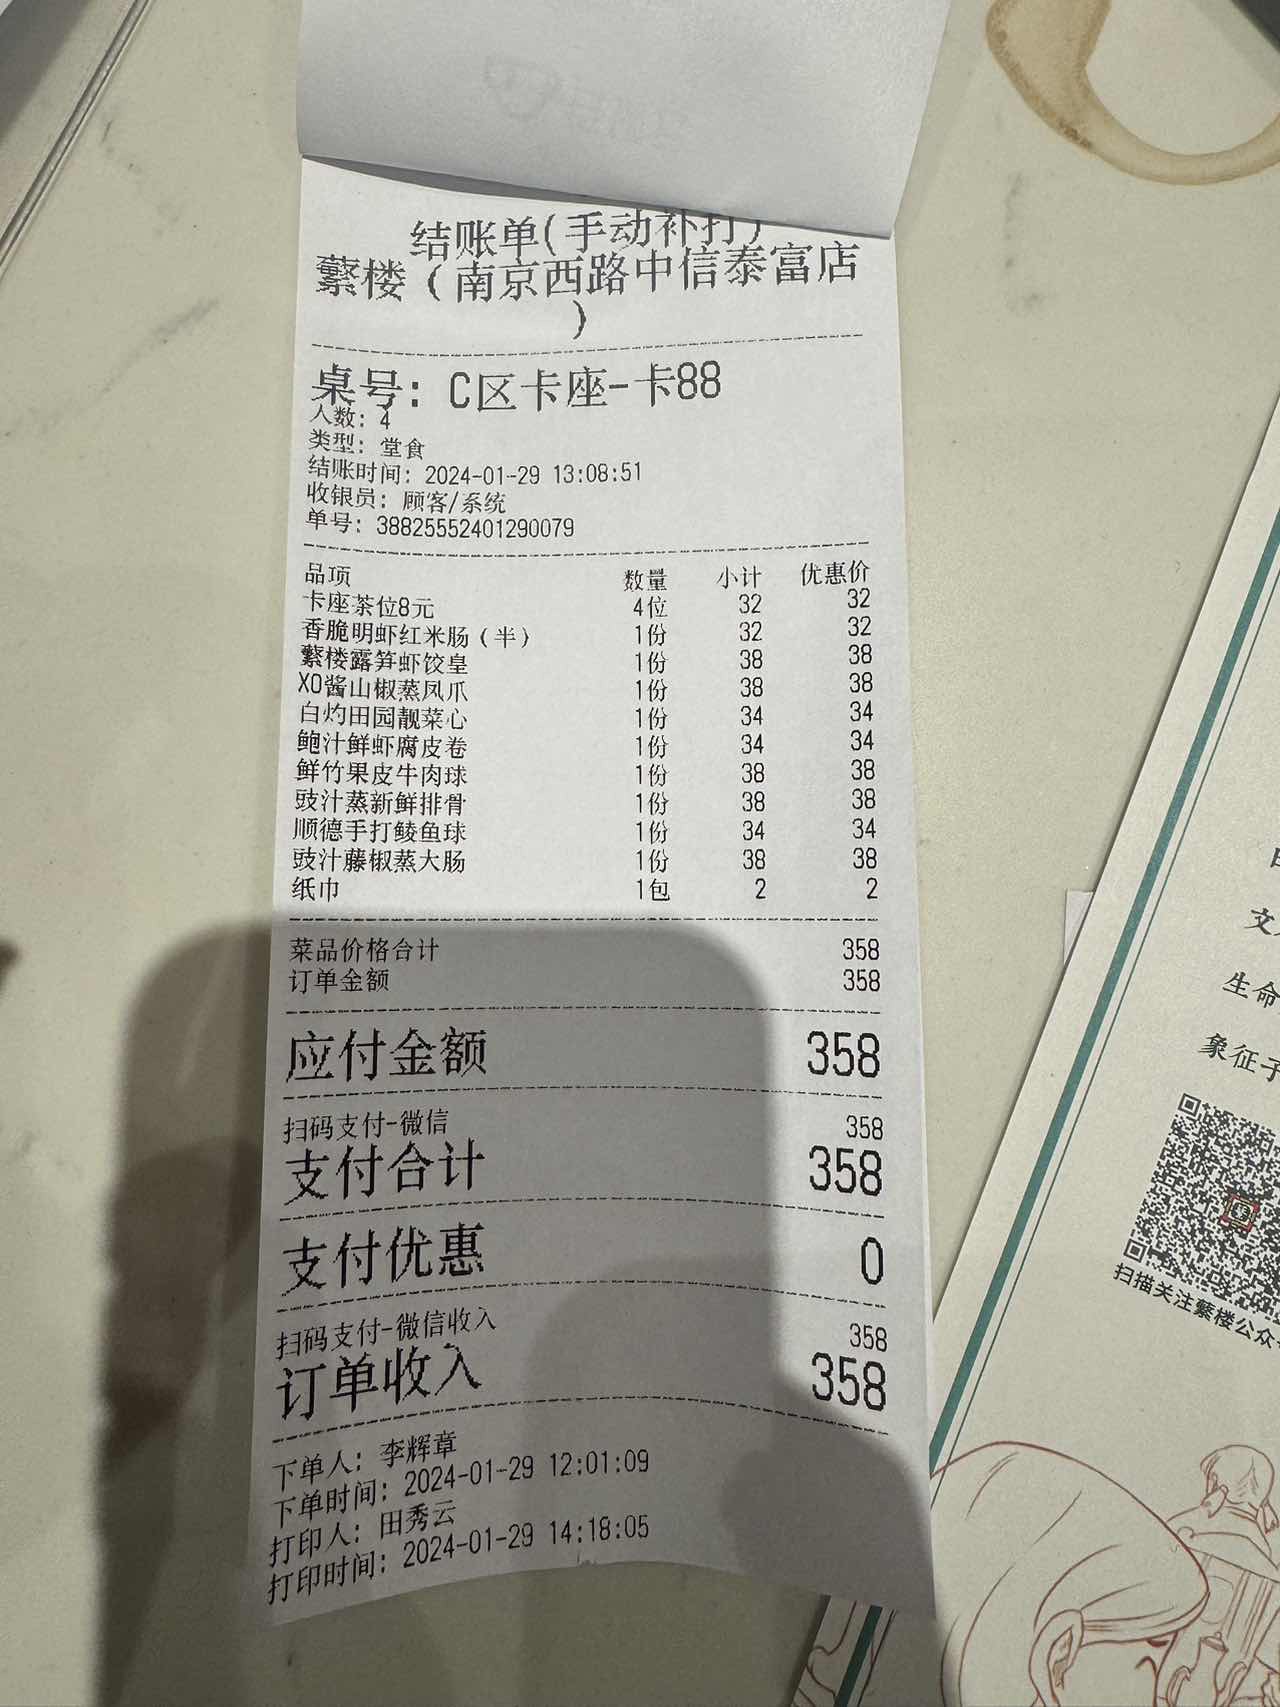 结账单(手动补打)
蘩楼（南京西路中信泰富店
）
桌号: C区卡座-卡88
人数: 4
类型: 堂食
结账时间: 2024-01-29 13:08:51
收银员: 顾客/系统
单号: 38825552401290079
品项 数量 小计 优惠价
卡座茶位8元 4位 32 32
香脆明虾红米肠（半） 1份 32 32
蘩楼露笋虾饺皇 1份 38 38
XO酱山椒蒸凤爪 1份 38 38
白灼田园靓菜心 1份 34 34
鲍汁鲜虾腐皮卷 1份 34 34
鲜竹果皮牛肉球 1份 38 38
豉汁蒸新鲜排骨 1份 38 38
顺德手打鲮鱼球 1份 34 34
豉汁藤椒蒸大肠 1份 38 38
纸巾 1包 2 2
菜品价格合计 358
订单金额 358
应付金额 358
扫码支付-微信 358
支付合计 358
支付优惠 0
扫码支付-微信收入 358
订单收入 358
下单人: 李辉章
下单时间: 2024-01-29 12:01:09
打印人: 田秀云
打印时间: 2024-01-29 14:18:05
生命
象征子
扫描关注蘩楼公众